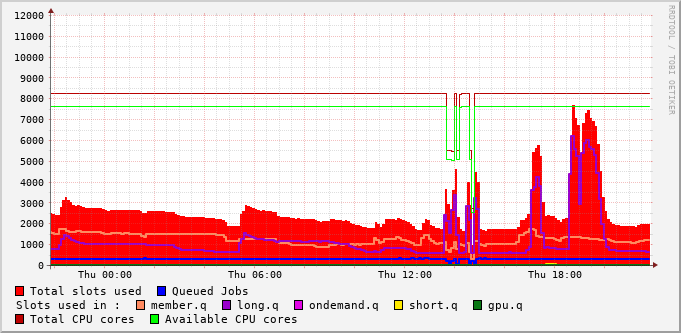 12000
11000
10000
9000
8000
7000
6000
5000
4000
3000
2000
1000
0
Thu 00:00 Thu 06:00 Thu 12:00 Thu 18:00
RRDTOOL / TOBI OETIKER
Total slots used Queued Jobs
Slots used in : member.q long.q ondemand.q short.q gpu.q
Total CPU cores Available CPU cores